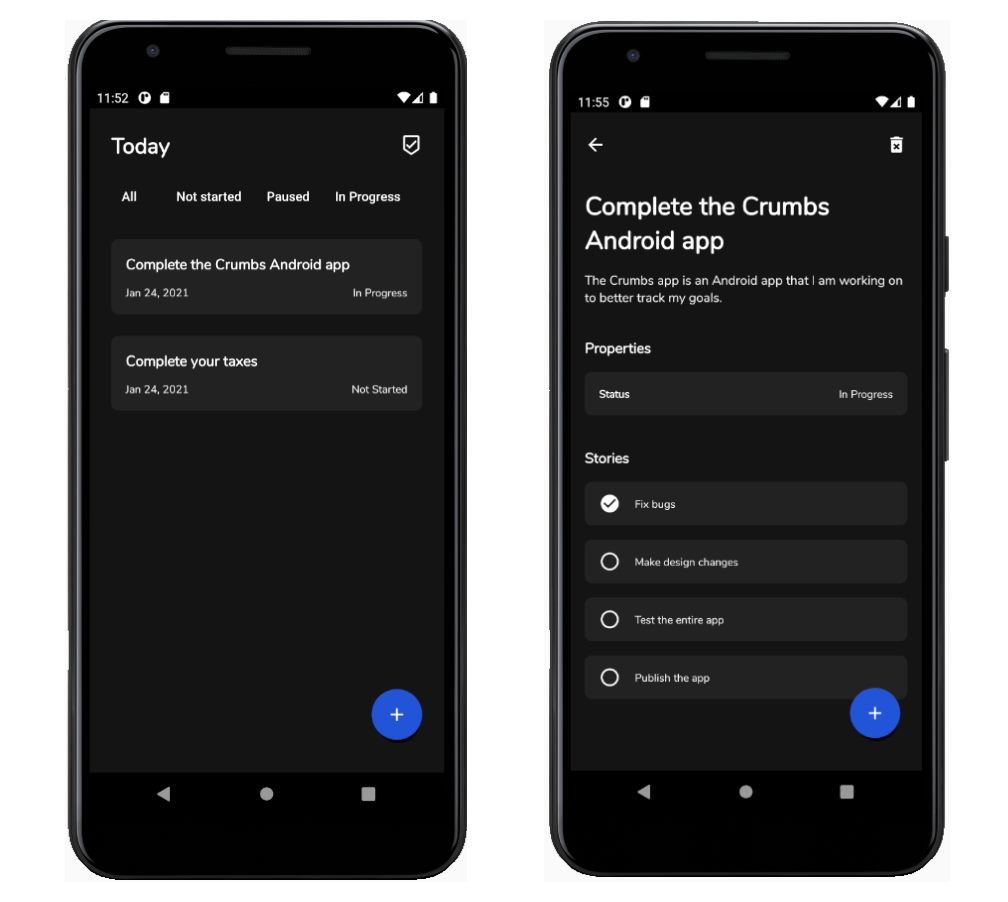 11:52
Today
All Not started Paused In Progress
Complete the Crumbs Android app
Jan 24, 2021 In Progress
Complete your taxes
Jan 24, 2021 Not Started
+
11:55
Complete the Crumbs
Android app
The Crumbs app is an Android app that I am working on
to better track my goals.
Properties
Status In Progress
Stories
Fix bugs
Make design changes
Test the entire app
Publish the app
+